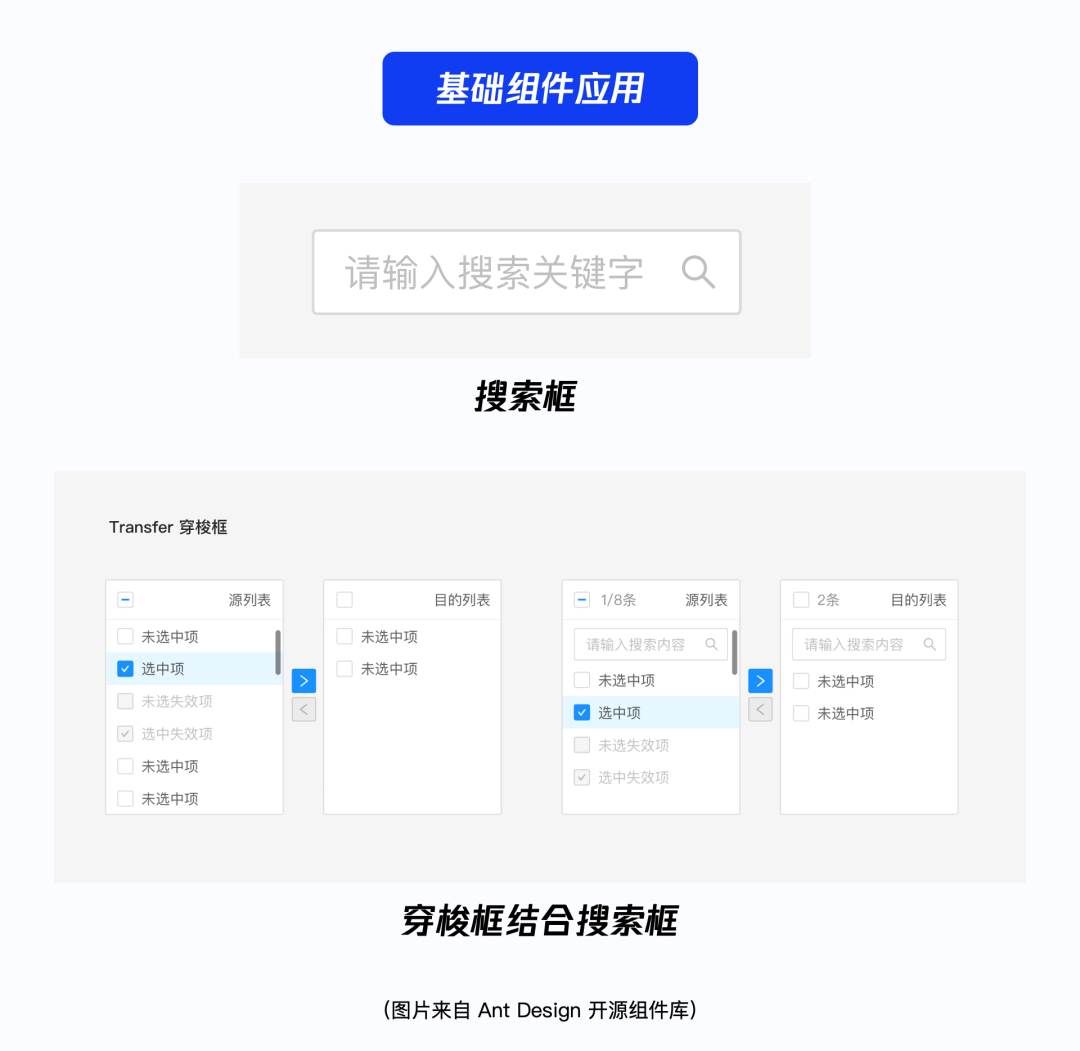 基础组件应用
请输入搜索关键字
搜索框
Transfer 穿梭框
源列表
未选中项
选中项
未选失效项
选中失效项
未选中项
未选中项
目的列表
未选中项
未选中项
1/8条 源列表
请输入搜索内容
未选中项
选中项
未选失效项
选中失效项
2条 目的列表
请输入搜索内容
未选中项
未选中项
穿梭框结合搜索框
（图片来自 Ant Design 开源组件库）